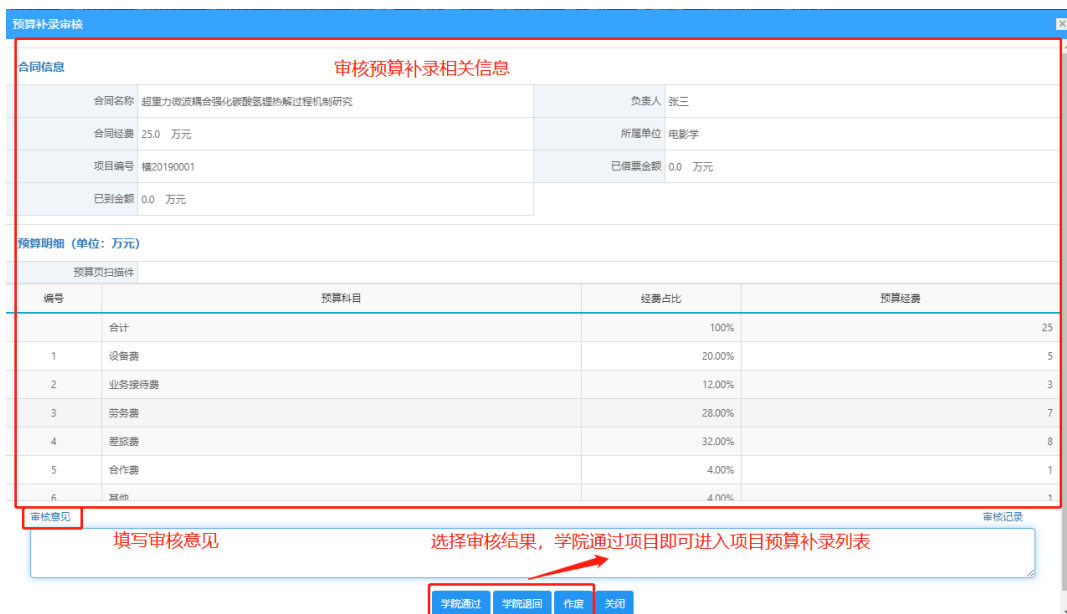 预算补录审核
合同信息
审核预算补录相关信息
合同名称 超重力微波耦合强化碳酸氢锂热解过程机制研究 负责人 张三
合同经费 25.0 万元 所属单位 电影学
项目编号 横20190001 已借票金额 0.0 万元
已到金额 0.0 万元
预算明细（单位：万元）
预算页扫描件
编号 预算科目 经费占比 预算经费
合计 100% 25
1 设备费 20.00% 5
2 业务接待费 12.00% 3
3 劳务费 28.00% 7
4 差旅费 32.00% 8
5 合作费 4.00% 1
6 其他 4.00% 1
审核意见 审核记录
填写审核意见 选择审核结果，学院通过项目即可进入项目预算补录列表
学院通过 学院退回 作废 关闭